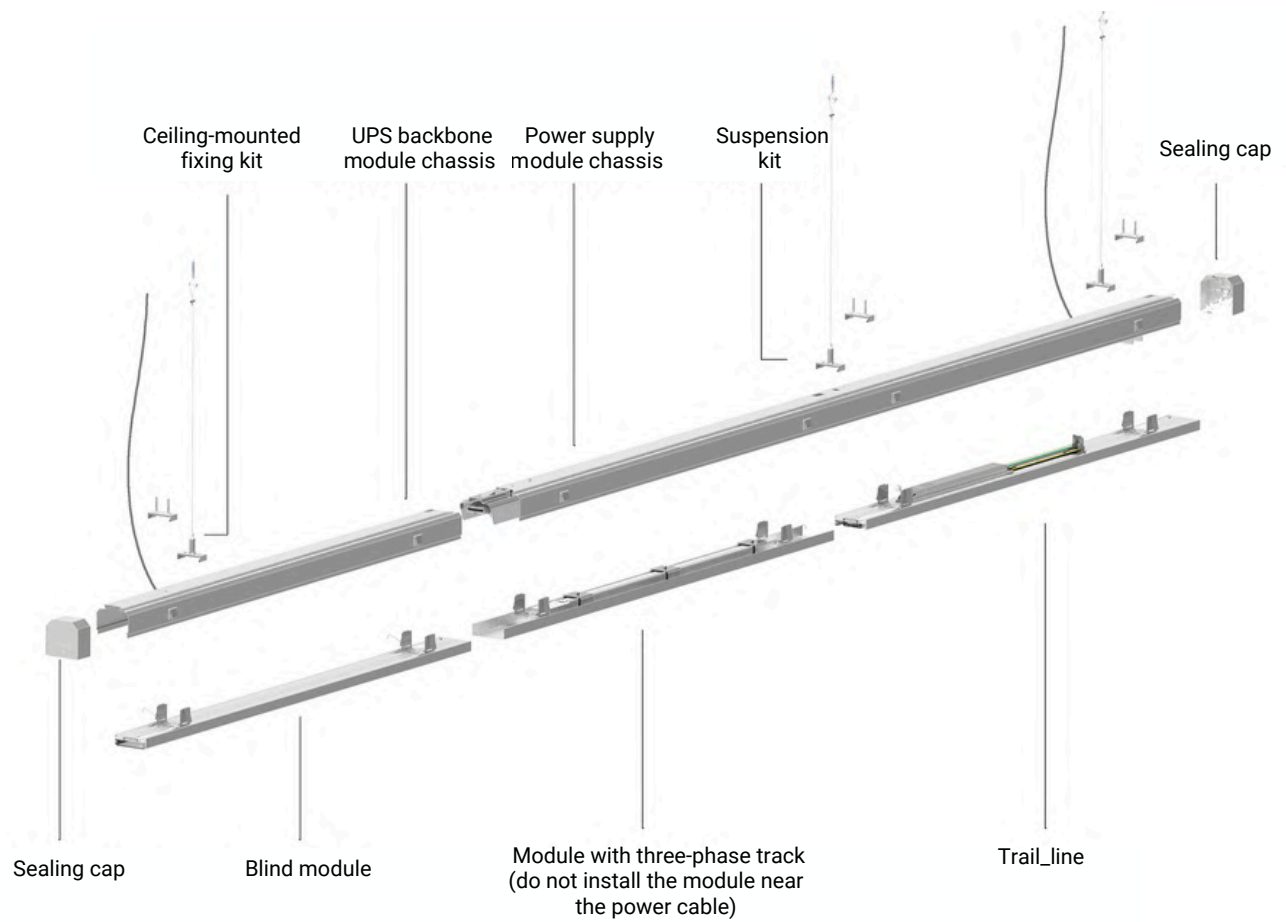 Ceiling-mounted
fixing kit
UPS backbone
module chassis
Power supply
module chassis
Suspension
kit
Sealing cap
Sealing cap
Blind module
Module with three-phase track
(do not install the module near
the power cable)
Trail_line